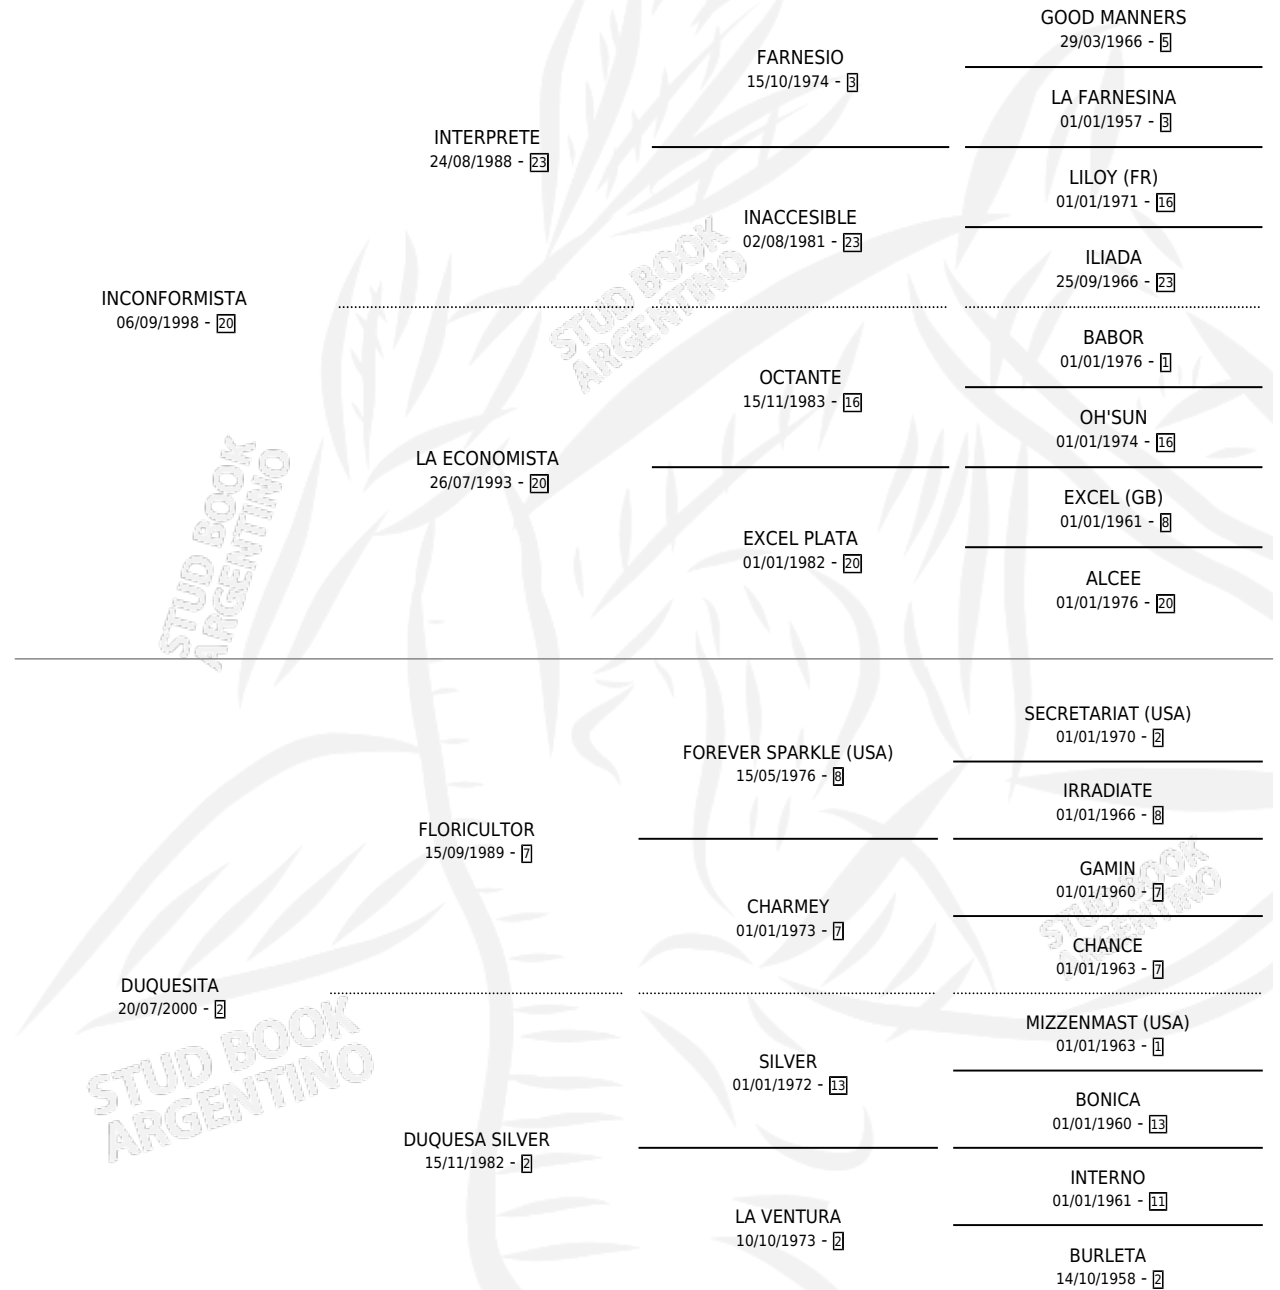 GOOD MANNERS
29/03/1966 - 5
FARNESIO
15/10/1974 - 3
LA FARNESINA
01/01/1957 - 3
INTERPRETE
24/08/1988 - 23
LILOY (FR)
01/01/1971 - 16
INACCESIBLE
02/08/1981 - 23
ILIADA
25/09/1966 - 23
INCONFORMISTA
06/09/1998 - 20
BABOR
01/01/1976 - 1
OCTANTE
15/11/1983 - 16
OH'SUN
01/01/1974 - 16
LA ECONOMISTA
26/07/1993 - 20
EXCEL (GB)
01/01/1961 - 8
EXCEL PLATA
01/01/1982 - 20
ALCEE
01/01/1976 - 20
SECRETARIAT (USA)
01/01/1970 - 2
FOREVER SPARKLE (USA)
15/05/1976 - 8
IRRADIATE
01/01/1966 - 8
FLORICULTOR
15/09/1989 - 7
GAMIN
01/01/1960 - 7
CHARMEY
01/01/1973 - 7
CHANCE
01/01/1963 - 7
DUQUESITA
20/07/2000 - 2
MIZZENMAST (USA)
01/01/1963 - 1
SILVER
01/01/1972 - 13
BONICA
01/01/1960 - 13
DUQUESA SILVER
15/11/1982 - 2
INTERNO
01/01/1961 - 11
LA VENTURA
10/10/1973 - 2
BURLETA
14/10/1958 - 2
STUD BOOK
ARGENTINO
STUD BOOK
ARGENTINO
STUD BOOK
ARGENTINO
STUD BOOK
ARGENTINO